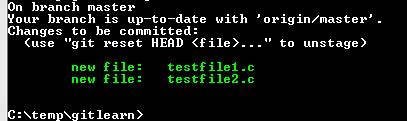 On branch master
Your branch is up-to-date with 'origin/master'.
Changes to be committed:
  (use "git reset HEAD <file>..." to unstage)
        new file:   testfile1.c
        new file:   testfile2.c
C:\temp\gitlearn>